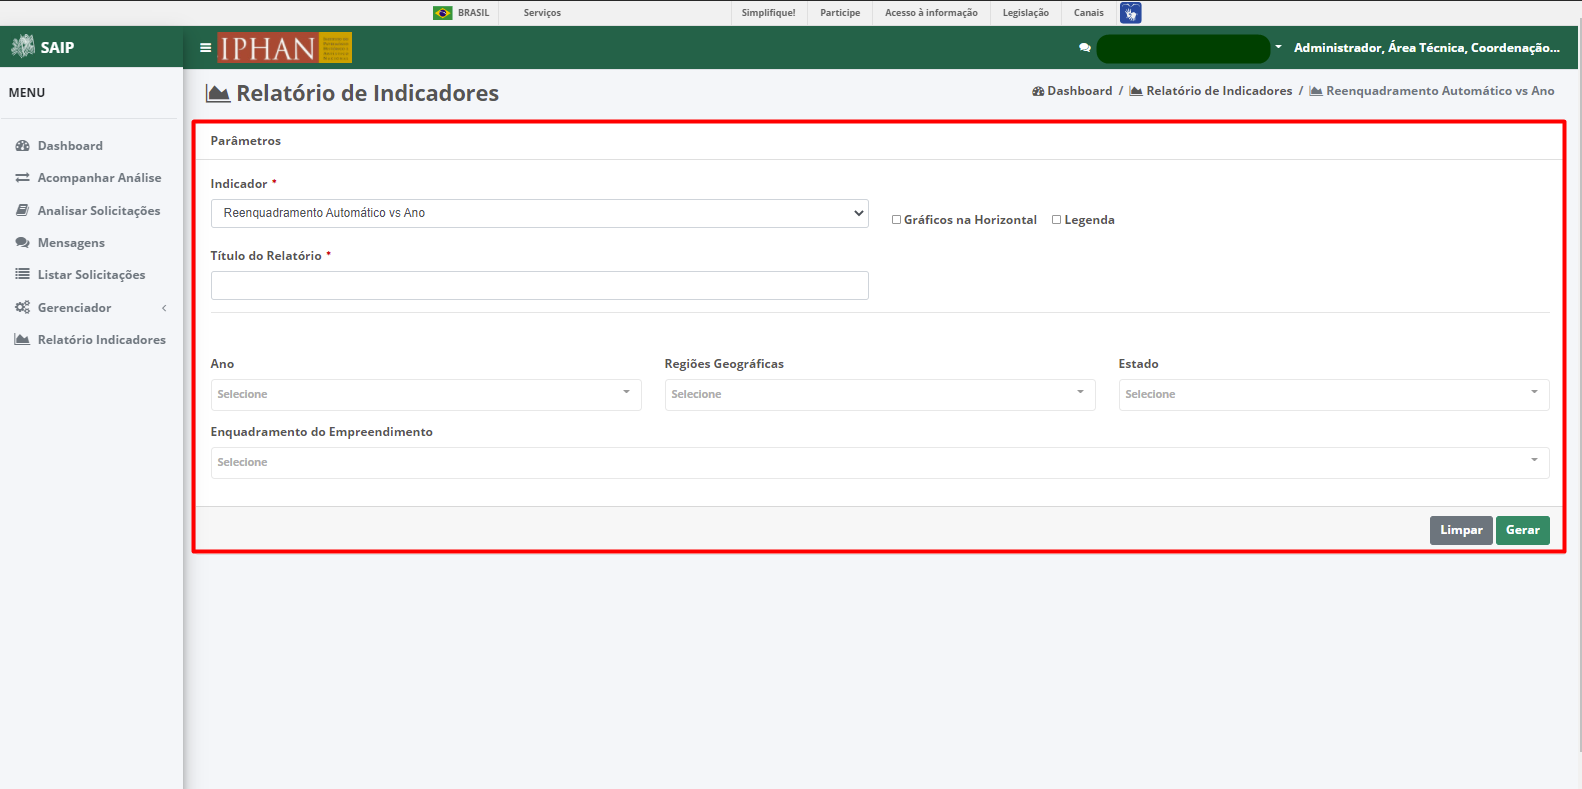 BRASIL Serviços Simplifique! Participe Acesso à informação Legislação Canais
SAIP
IPHAN
Administrador, Área Técnica, Coordenação...
MENU
Dashboard
Acompanhar Análise
Analisar Solicitações
Mensagens
Listar Solicitações
Gerenciador
Relatório Indicadores
Relatório de Indicadores
Dashboard / Relatório de Indicadores / Reenquadramento Automático vs Ano
Parâmetros
Indicador *
Reenquadramento Automático vs Ano
Gráficos na Horizontal Legenda
Título do Relatório *
Ano Regiões Geográficas Estado
Selecione Selecione Selecione
Enquadramento do Empreendimento
Selecione
Limpar Gerar